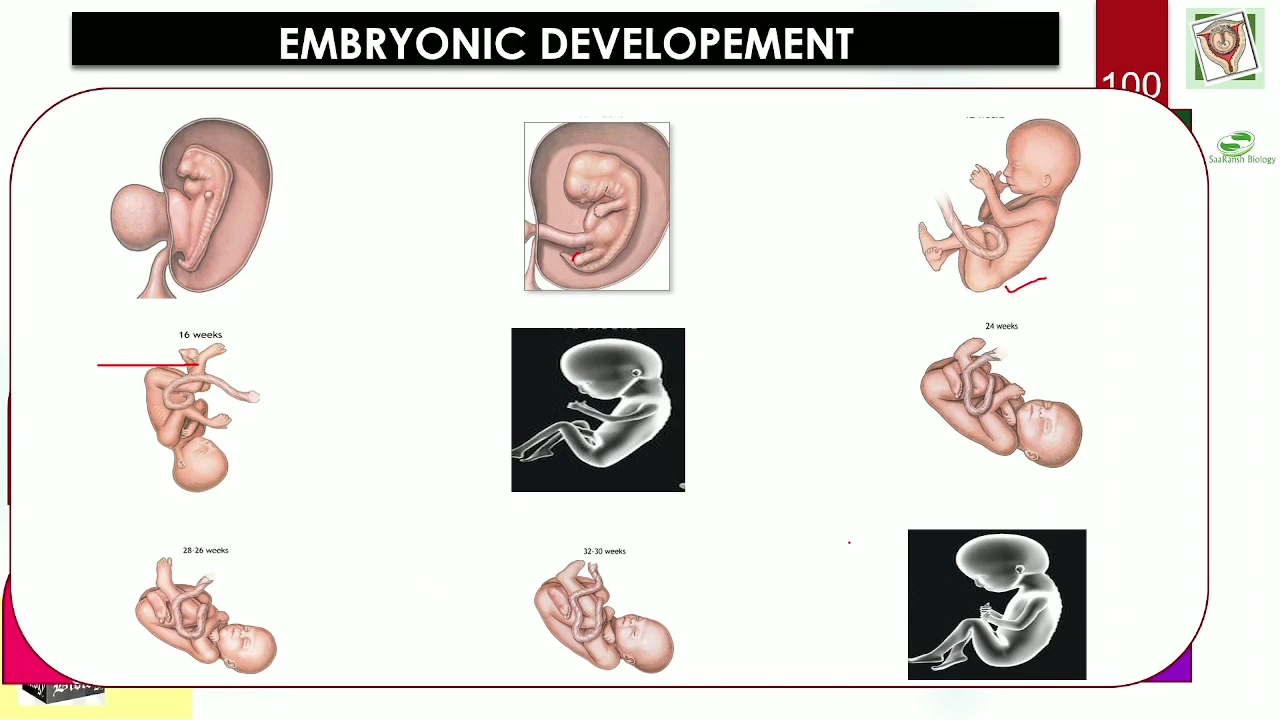 EMBRYONIC DEVELOPEMENT
100
SaaRansh Biology
16 weeks
24 weeks
28-26 weeks
32-30 weeks